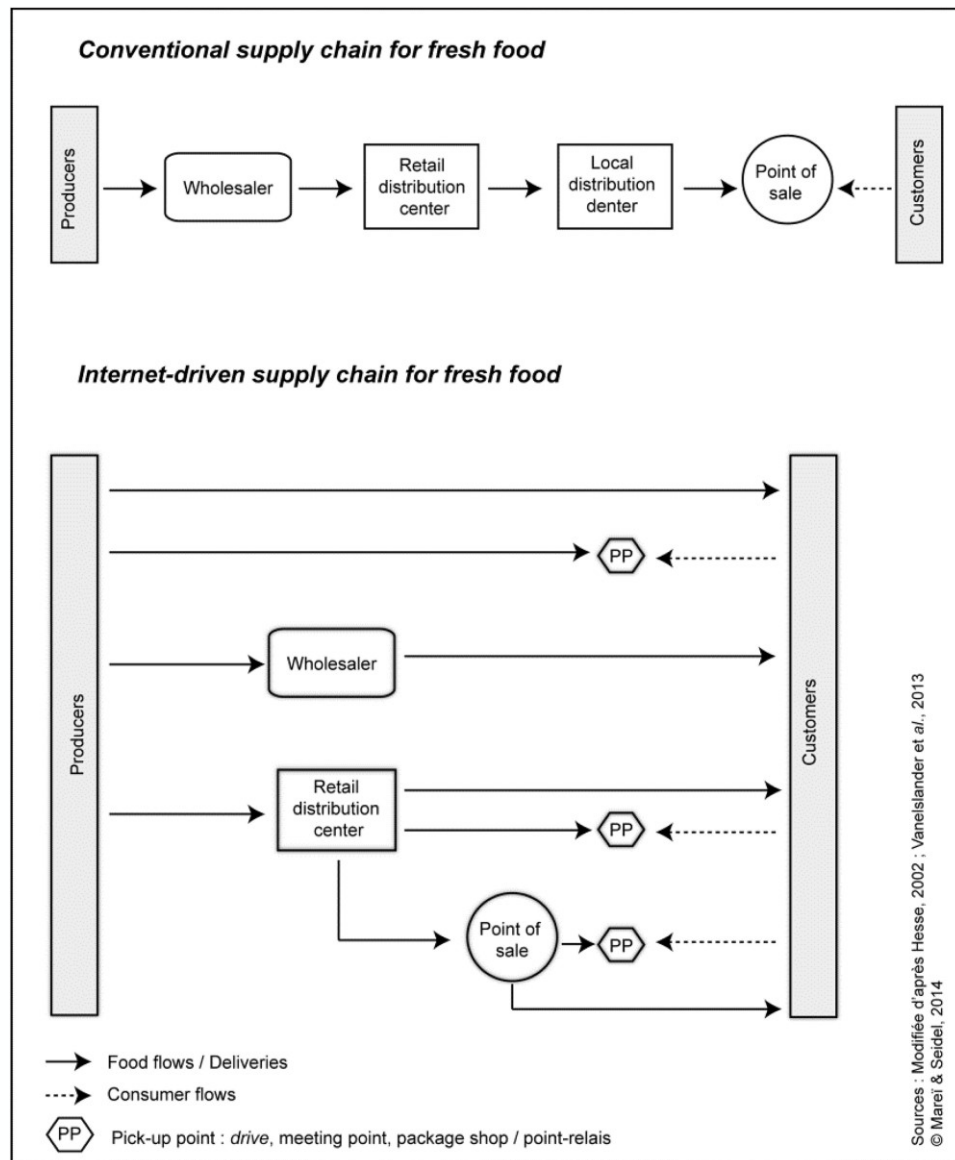 Conventional supply chain for fresh food
Producers
Wholesaler
Retail
distribution
center
Local
distribution
denter
Point of
sale
Customers
Internet-driven supply chain for fresh food
Producers
PP
Wholesaler
Retail
distribution
center
PP
Point of
sale
PP
Customers
Food flows / Deliveries
Consumer flows
PP
Pick-up point : drive, meeting point, package shop / point-relais
Sources : Modifiée d'après Hesse, 2002 ; Vanelslander et al., 2013
© Mareï & Seidel, 2014